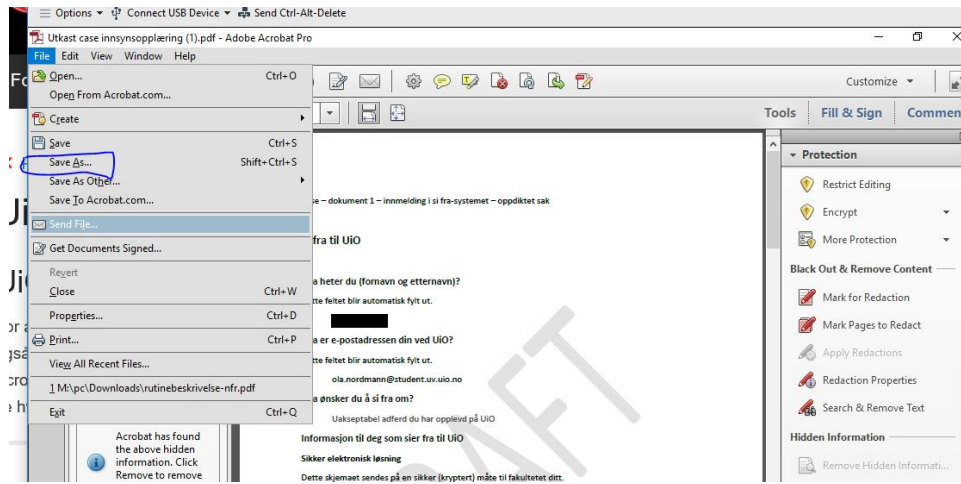 Options Connect USB Device Send Ctrl-Alt-Delete
Utkast case innsynsopplæring (1).pdf - Adobe Acrobat Pro
File Edit View Window Help
Open... Ctrl+O
Open From Acrobat.com...
Create
Save Ctrl+S
Save As... Shift+Ctrl+S
Save As Other...
Save To Acrobat.com...
Send File...
Get Documents Signed...
Revert
Close Ctrl+W
Properties... Ctrl+D
Print... Ctrl+P
View All Recent Files...
1 M:\pc\Downloads\rutinebeskrivelse-nfr.pdf
Exit Ctrl+Q
Acrobat has found
the above hidden
information. Click
Remove to remove
Customize
Tools Fill & Sign Commen
se – dokument 1 – innmelding i si fra-systemet – oppdiktet sak
fra til UiO
a heter du (fornavn og etternavn)?
tte feltet blir automatisk fylt ut.
a er e-postadressen din ved UiO?
tte feltet blir automatisk fylt ut.
ola.nordmann@student.uv.uio.no
a ønsker du å si fra om?
Uakseptabel adferd du har opplevd på UiO
Informasjon til deg som sier fra til UiO
Sikker elektronisk løsning
Dette skjemaet sendes på en sikker (kryptert) måte til fakultetet ditt.
RAFT
Protection
Restrict Editing
Encrypt
More Protection
Black Out & Remove Content
Mark for Redaction
Mark Pages to Redact
Apply Redactions
Redaction Properties
Search & Remove Text
Hidden Information
Remove Hidden Informati...